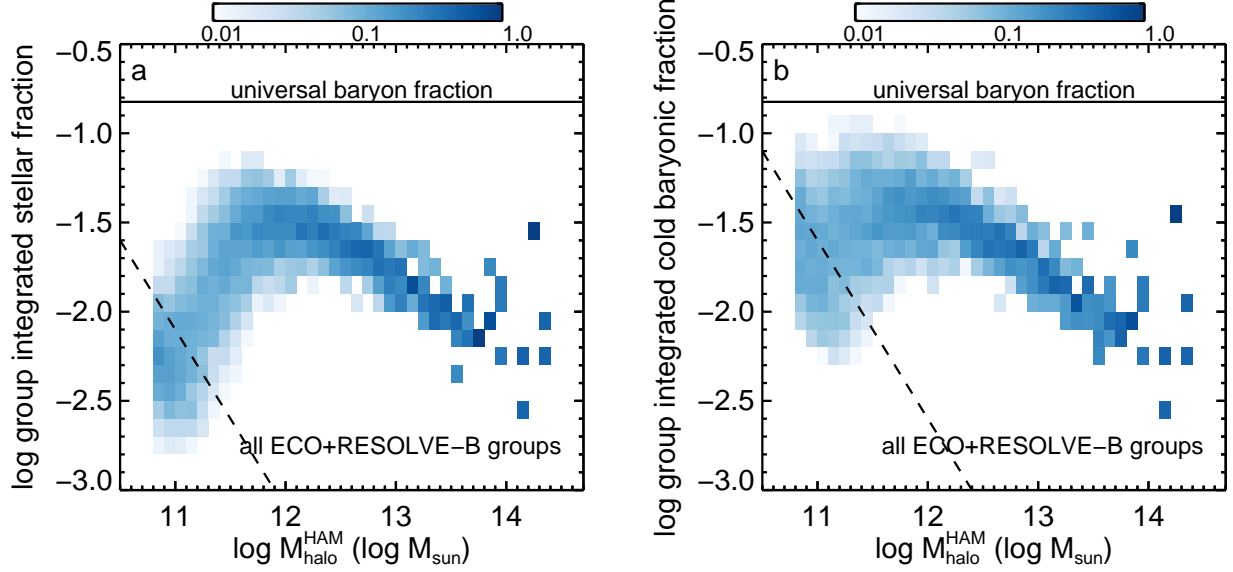 0.01 0.1 1.0
a
universal baryon fraction
log group integrated stellar fraction
−0.5
−1.0
−1.5
−2.0
−2.5
−3.0
all ECO+RESOLVE−B groups
11 12 13 14
log M_halo^HAM (log M_sun)
0.01 0.1 1.0
b
universal baryon fraction
log group integrated cold baryonic fraction
−0.5
−1.0
−1.5
−2.0
−2.5
−3.0
all ECO+RESOLVE−B groups
11 12 13 14
log M_halo^HAM (log M_sun)